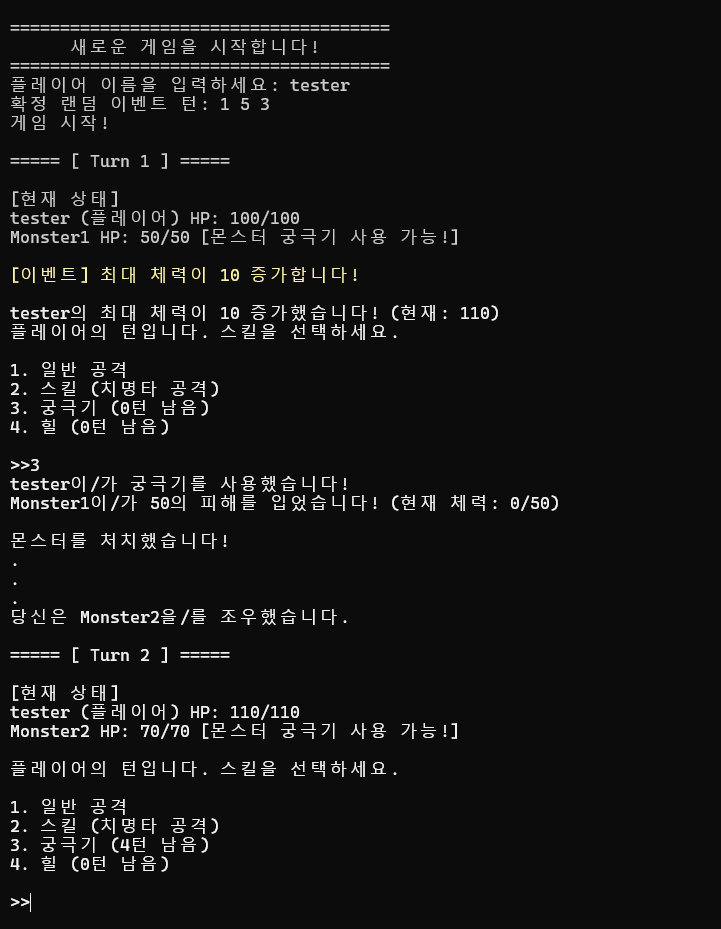 ======================================
새로운 게임을 시작합니다!
======================================
플레이어 이름을 입력하세요: tester
확정 랜덤 이벤트 턴: 1 5 3
게임 시작!
===== [ Turn 1 ] =====
[현재 상태]
tester (플레이어) HP: 100/100
Monster1 HP: 50/50 [몬스터 궁극기 사용 가능!]
[이벤트] 최대 체력이 10 증가합니다!
tester의 최대 체력이 10 증가했습니다! (현재: 110)
플레이어의 턴입니다. 스킬을 선택하세요.
1. 일반 공격
2. 스킬 (치명타 공격)
3. 궁극기 (0턴 남음)
4. 힐 (0턴 남음)
>>3
tester이/가 궁극기를 사용했습니다!
Monster1이/가 50의 피해를 입었습니다! (현재 체력: 0/50)
몬스터를 처치했습니다!
.
.
.
당신은 Monster2을/를 조우했습니다.
===== [ Turn 2 ] =====
[현재 상태]
tester (플레이어) HP: 110/110
Monster2 HP: 70/70 [몬스터 궁극기 사용 가능!]
플레이어의 턴입니다. 스킬을 선택하세요.
1. 일반 공격
2. 스킬 (치명타 공격)
3. 궁극기 (4턴 남음)
4. 힐 (0턴 남음)
>>